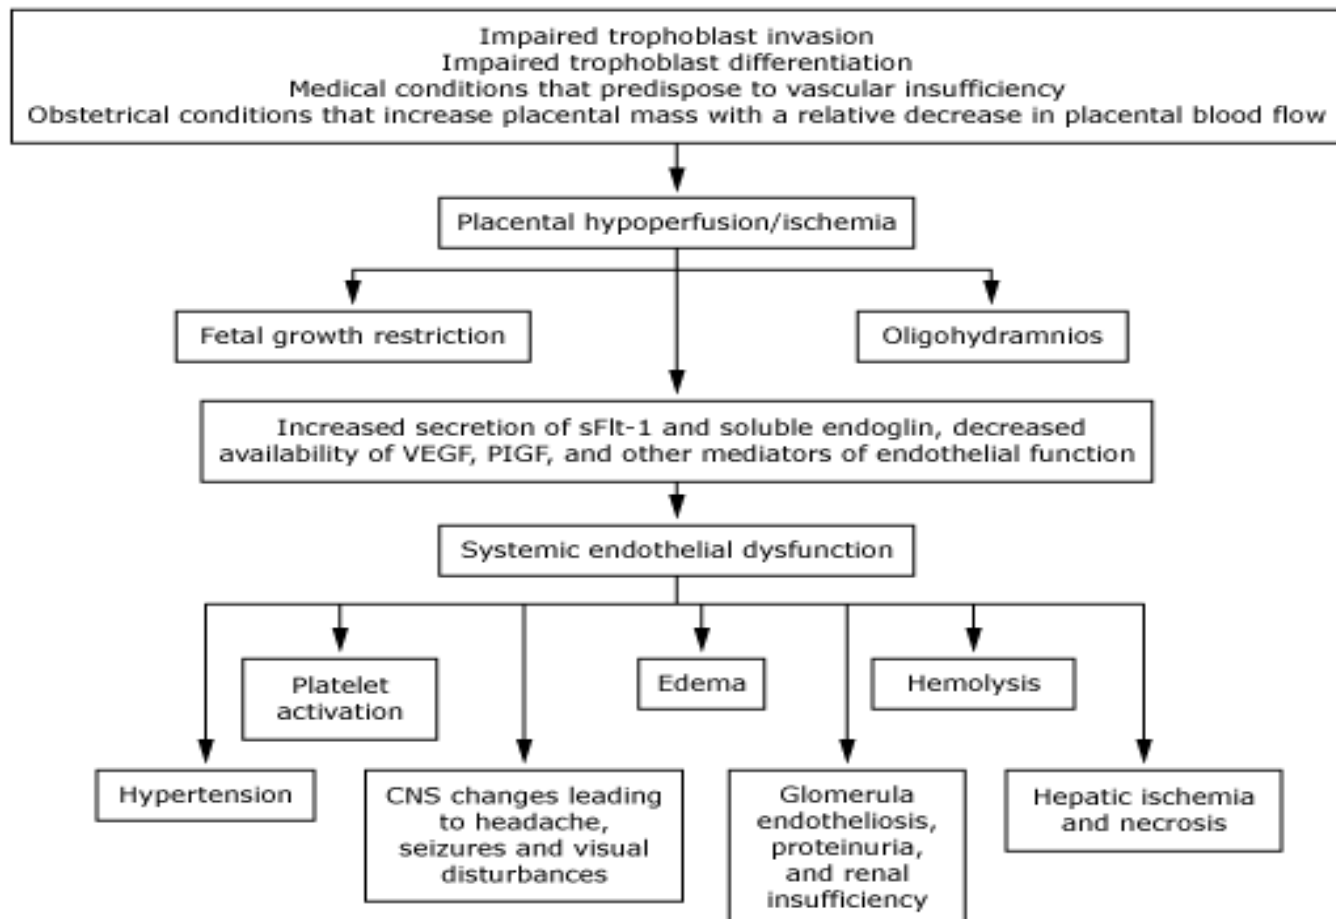 Impaired trophoblast invasion
Impaired trophoblast differentiation
Medical conditions that predispose to vascular insufficiency
Obstetrical conditions that increase placental mass with a relative decrease in placental blood flow
Placental hypoperfusion/ischemia
Fetal growth restriction
Oligohydramnios
Increased secretion of sFlt-1 and soluble endoglin, decreased
availability of VEGF, PIGF, and other mediators of endothelial function
Systemic endothelial dysfunction
Platelet
activation
Edema
Hemolysis
Hypertension
CNS changes leading
to headache,
seizures and visual
disturbances
Glomerula
endotheliosis,
proteinuria,
and renal
insufficiency
Hepatic ischemia
and necrosis